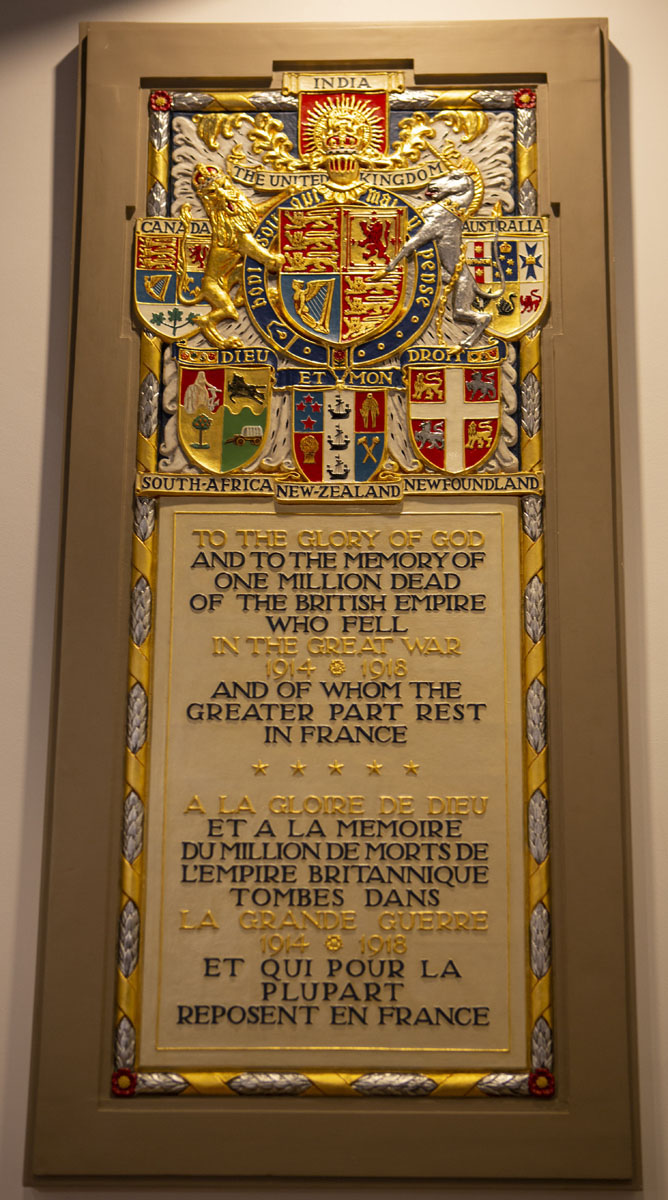 INDIA
THE UNITED KINGDOM
CANADA
AUSTRALIA
soit qui mal y pense
DIEU
ET MON
DROIT
SOUTH-AFRICA
NEW-ZEALAND
NEWFOUNDLAND
TO THE GLORY OF GOD
AND TO THE MEMORY OF
ONE MILLION DEAD
OF THE BRITISH EMPIRE
WHO FELL
IN THE GREAT WAR
1914 1918
AND OF WHOM THE
GREATER PART REST
IN FRANCE
A LA GLOIRE DE DIEU
ET A LA MEMOIRE
DU MILLION DE MORTS DE
L'EMPIRE BRITANNIQUE
TOMBES DANS
LA GRANDE GUERRE
1914 1918
ET QUI POUR LA
PLUPART
REPOSENT EN FRANCE